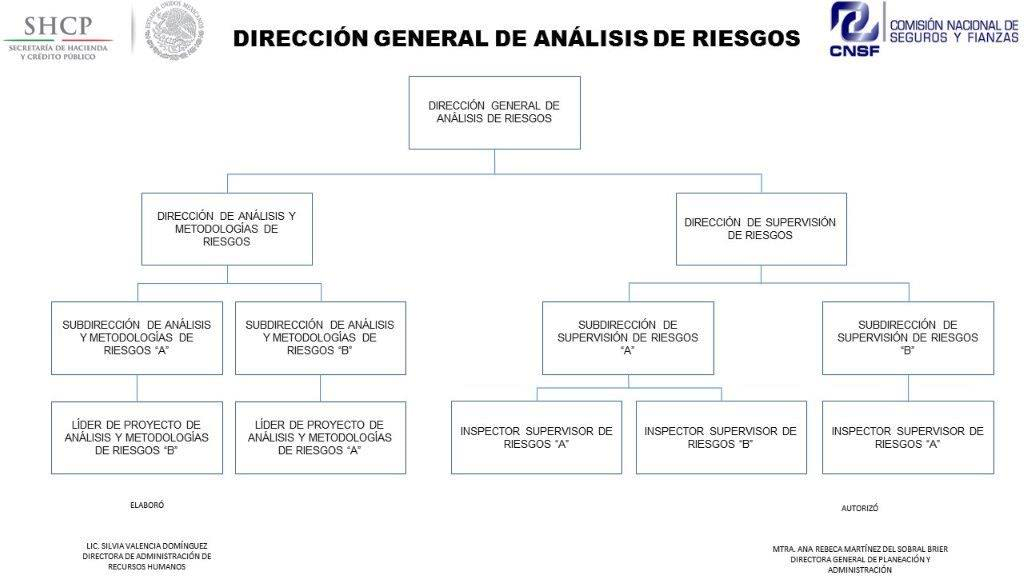 SHCP
SECRETARÍA DE HACIENDA
Y CRÉDITO PÚBLICO
ESTADOS UNIDOS MEXICANOS
DIRECCIÓN GENERAL DE ANÁLISIS DE RIESGOS
CNSF
COMISIÓN NACIONAL DE
SEGUROS Y FIANZAS
DIRECCIÓN GENERAL DE
ANÁLISIS DE RIESGOS
DIRECCIÓN DE ANÁLISIS Y
METODOLOGÍAS DE
RIESGOS
DIRECCIÓN DE SUPERVISIÓN
DE RIESGOS
SUBDIRECCIÓN DE ANÁLISIS
Y METODOLOGÍAS DE
RIESGOS “A”
SUBDIRECCIÓN DE ANÁLISIS
Y METODOLOGÍAS DE
RIESGOS “B”
SUBDIRECCIÓN DE
SUPERVISIÓN DE RIESGOS
“A”
SUBDIRECCIÓN DE
SUPERVISIÓN DE RIESGOS
“B”
LÍDER DE PROYECTO DE
ANÁLISIS Y METODOLOGÍAS
DE RIESGOS “B”
LÍDER DE PROYECTO DE
ANÁLISIS Y METODOLOGÍAS
DE RIESGOS “A”
INSPECTOR SUPERVISOR DE
RIESGOS “A”
INSPECTOR SUPERVISOR DE
RIESGOS “B”
INSPECTOR SUPERVISOR DE
RIESGOS “A”
ELABORÓ
LIC. SILVIA VALENCIA DOMÍNGUEZ
DIRECTORA DE ADMINISTRACIÓN DE
RECURSOS HUMANOS
AUTORIZÓ
MTRA. ANA REBECA MARTÍNEZ DEL SOBRAL BRIER
DIRECTORA GENERAL DE PLANEACIÓN Y
ADMINISTRACIÓN